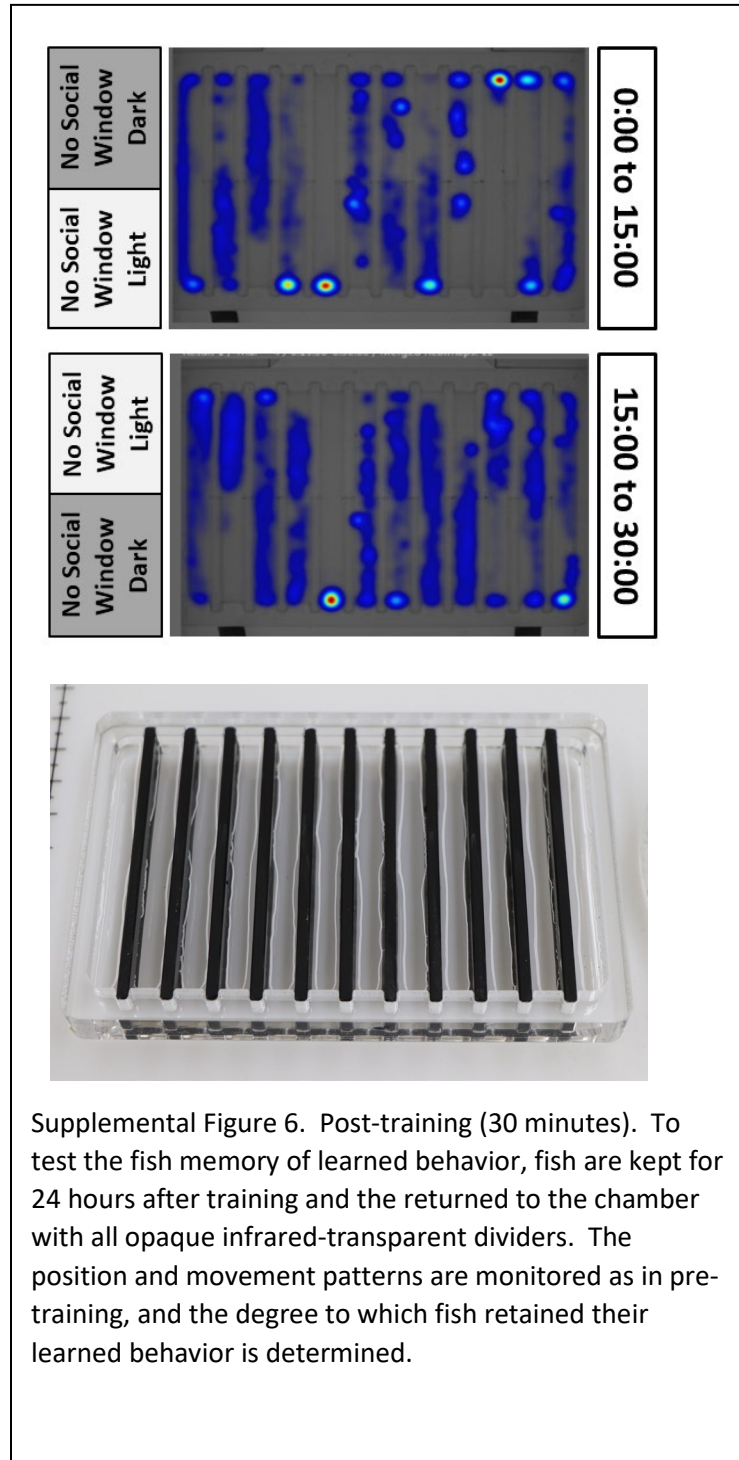 No Social
Window
Dark
No Social
Window
Light
0:00 to 15:00
No Social
Window
Light
No Social
Window
Dark
15:00 to 30:00
Supplemental Figure 6. Post-training (30 minutes). To
test the fish memory of learned behavior, fish are kept for
24 hours after training and the returned to the chamber
with all opaque infrared-transparent dividers. The
position and movement patterns are monitored as in pre-
training, and the degree to which fish retained their
learned behavior is determined.